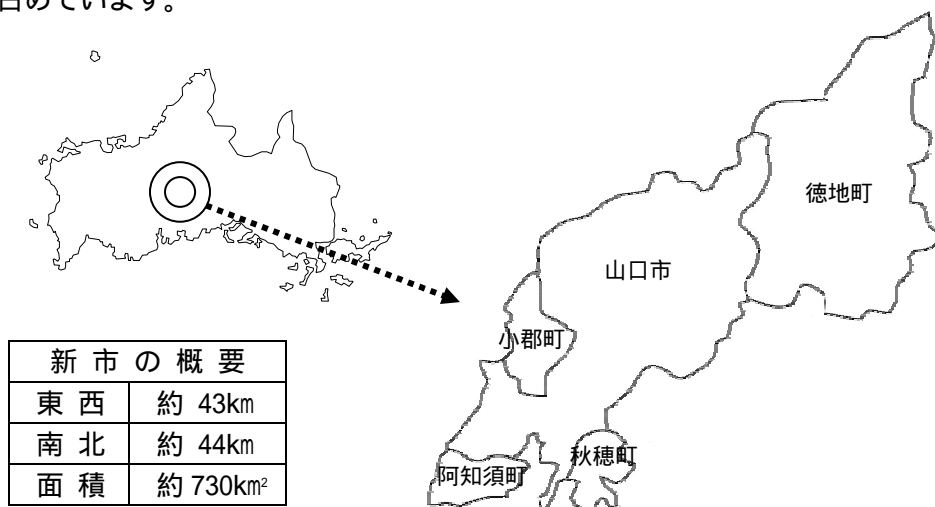 占めています。
徳地町
山口市
小郡町
秋穂町
阿知須町
新市の概要
東西 約 43km
南北 約 44km
面積 約 730km²